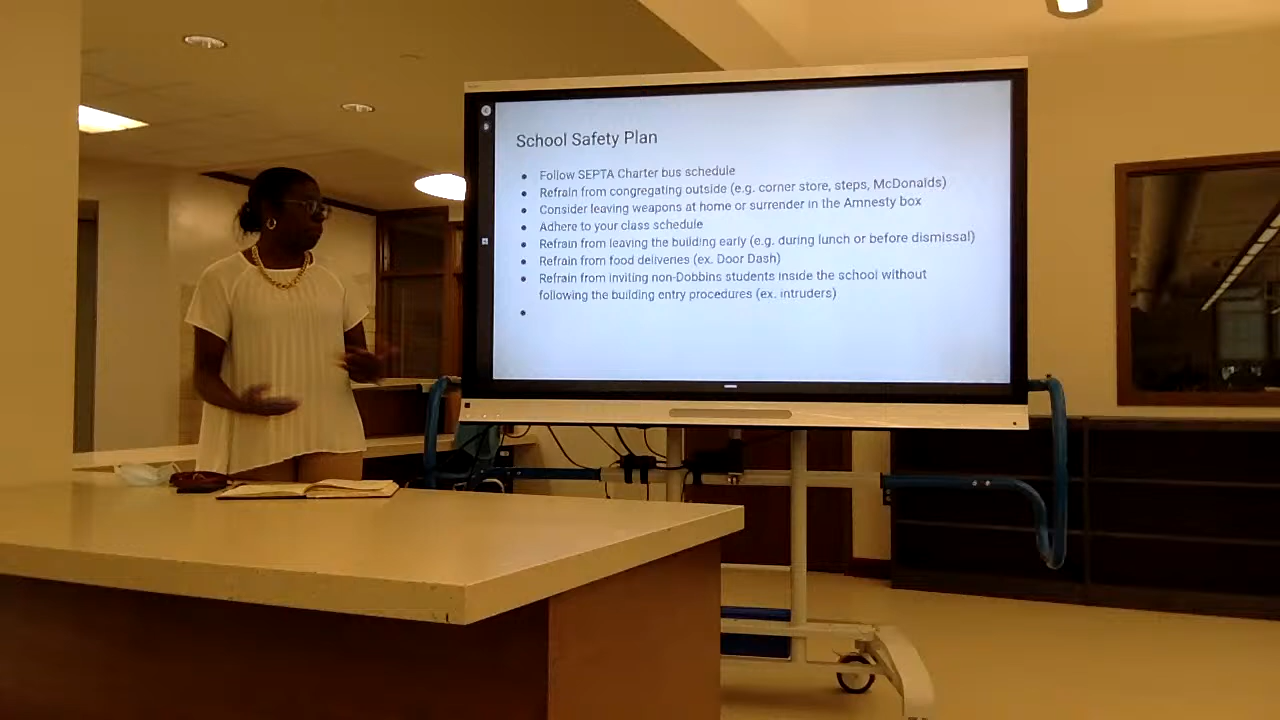 School Safety Plan
● Follow SEPTA Charter bus schedule
● Refrain from congregating outside (e.g. corner store, steps, McDonalds)
● Consider leaving weapons at home or surrender in the Amnesty box
● Adhere to your class schedule
● Refrain from leaving the building early (e.g. during lunch or before dismissal)
● Refrain from food deliveries (ex. Door Dash)
● Refrain from inviting non-Dobbins students inside the school without
following the building entry procedures (ex. intruders)
●